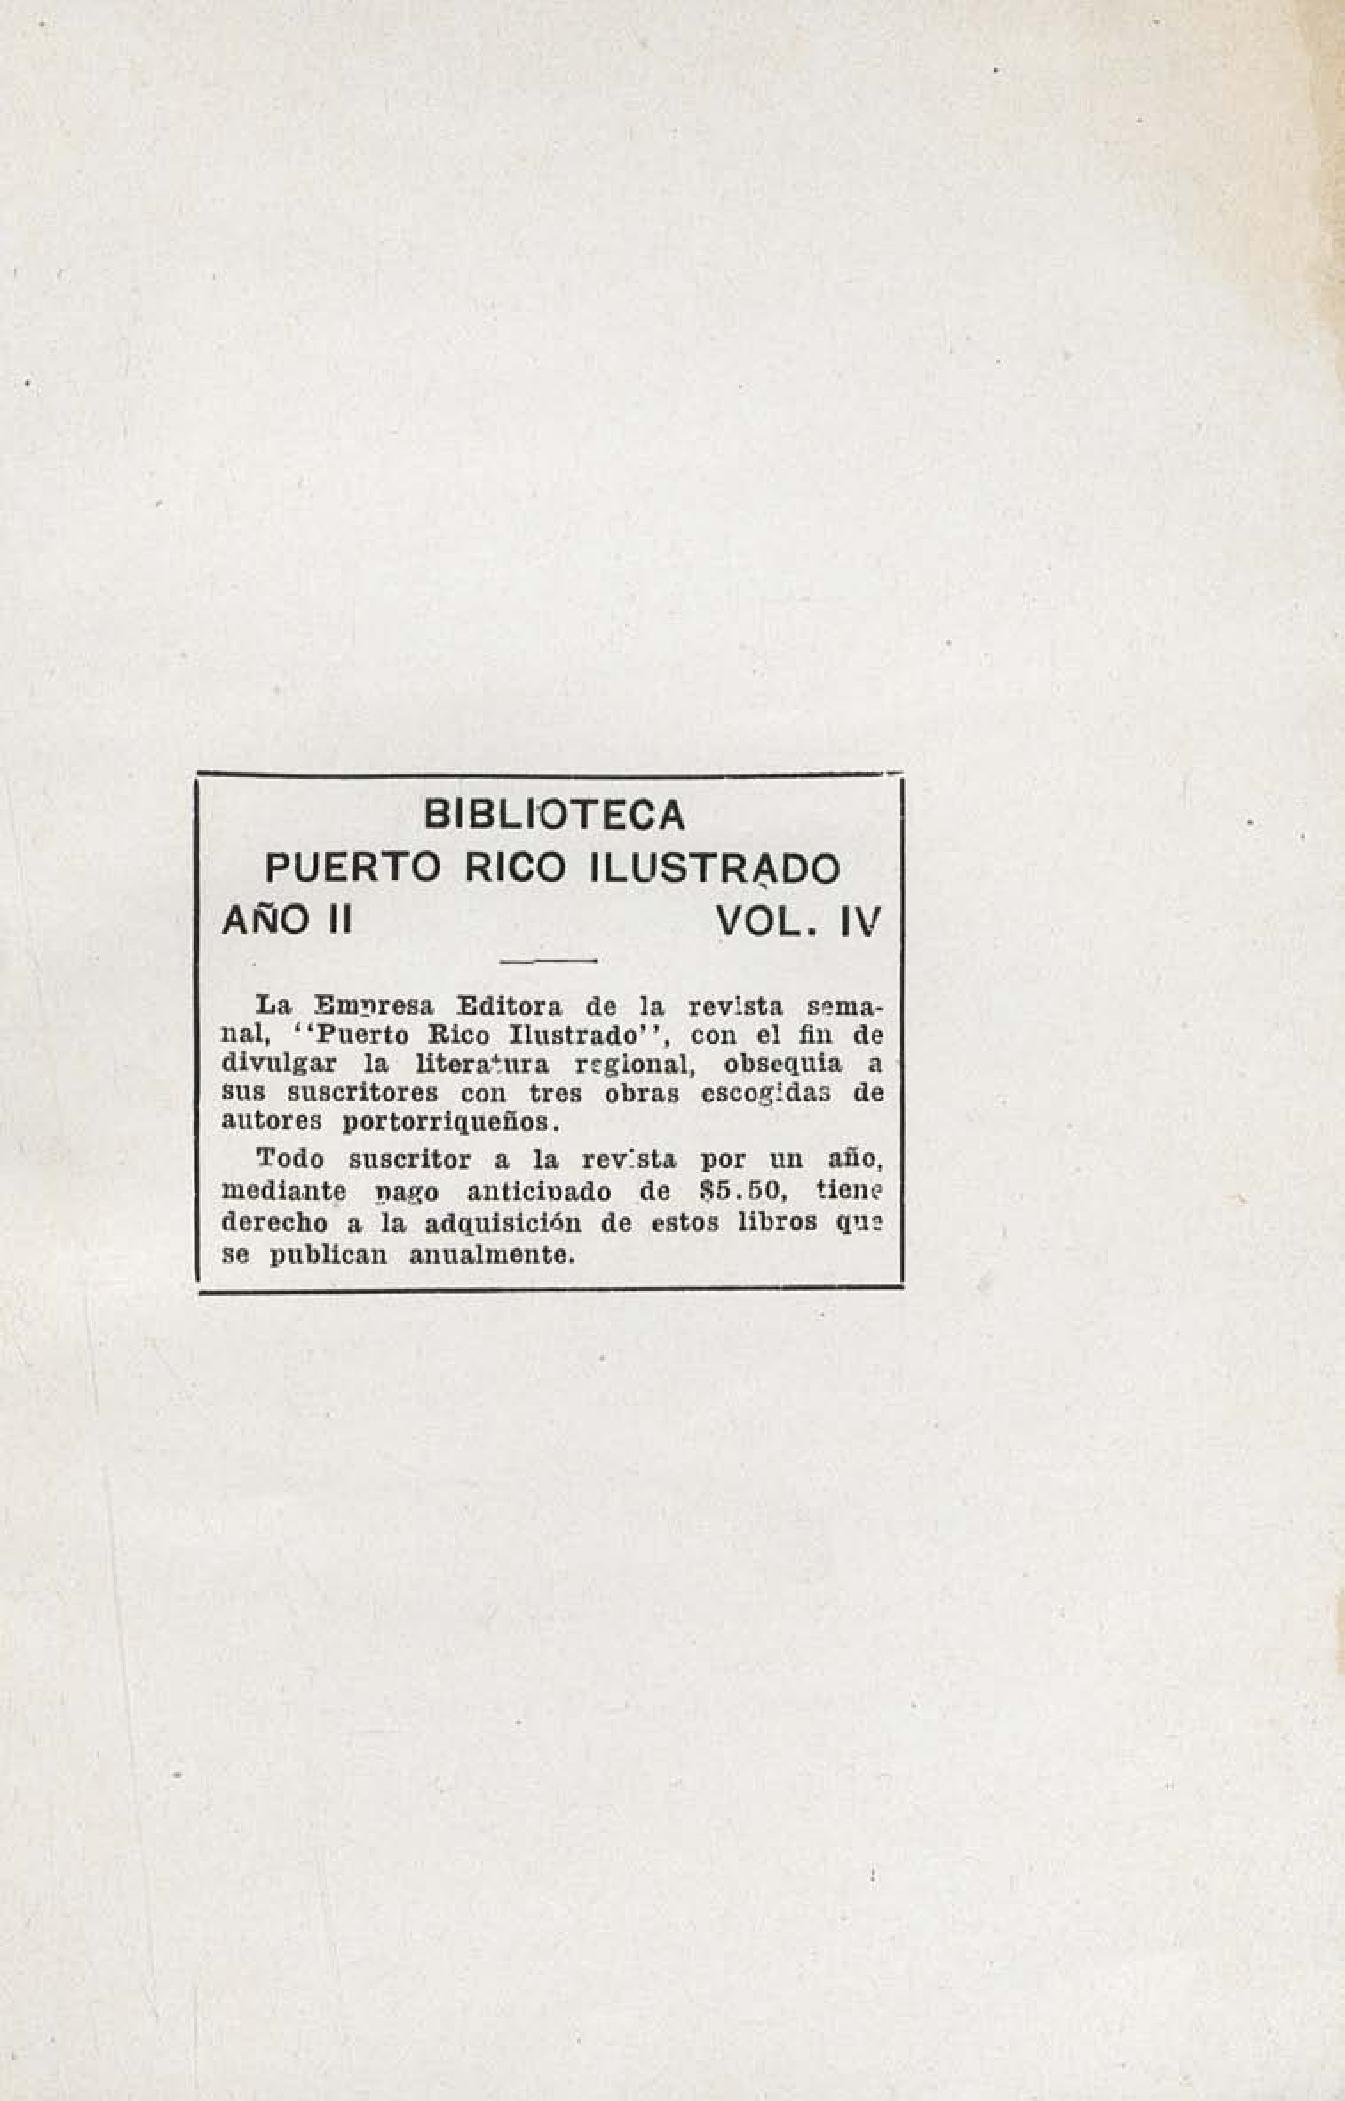 BIBLIOTECA
PUERTO RICO ILUSTRADO
AÑO II VOL. IV
La Empresa Editora de la revista sema-
nal, ‘‘Puerto Rico Ilustrado’’, con el fin de
divulgar la literatura regional, obsequia a
sus suscritores con tres obras escogidas de
autores portorriqueños.
Todo suscritor a la revista por un año,
mediante pago anticipado de $5.50, tiene
derecho a la adquisición de estos libros que
se publican anualmente.